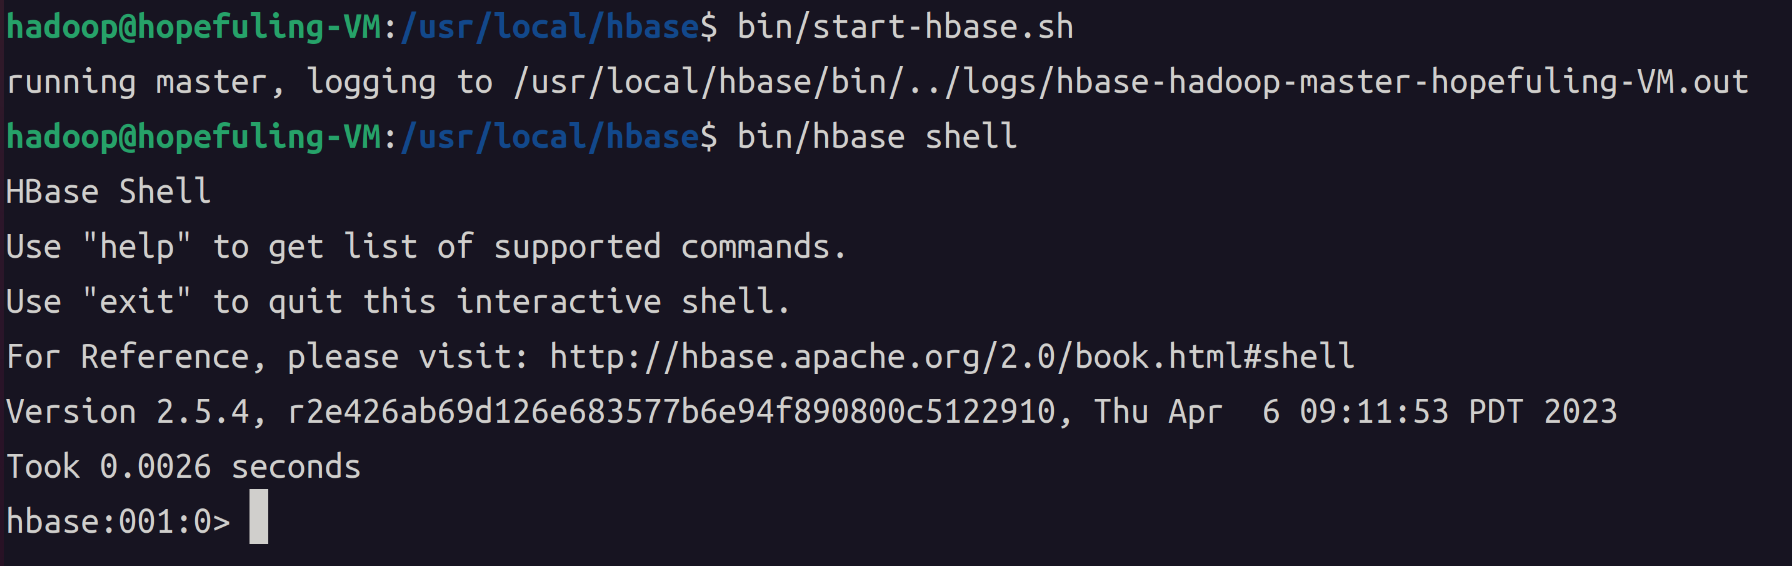 hadoop@hopefuling-VM:/usr/local/hbase$ bin/start-hbase.sh
running master, logging to /usr/local/hbase/bin/../logs/hbase-hadoop-master-hopefuling-VM.out
hadoop@hopefuling-VM:/usr/local/hbase$ bin/hbase shell
HBase Shell
Use "help" to get list of supported commands.
Use "exit" to quit this interactive shell.
For Reference, please visit: http://hbase.apache.org/2.0/book.html#shell
Version 2.5.4, r2e426ab69d126e683577b6e94f890800c5122910, Thu Apr  6 09:11:53 PDT 2023
Took 0.0026 seconds
hbase:001:0>